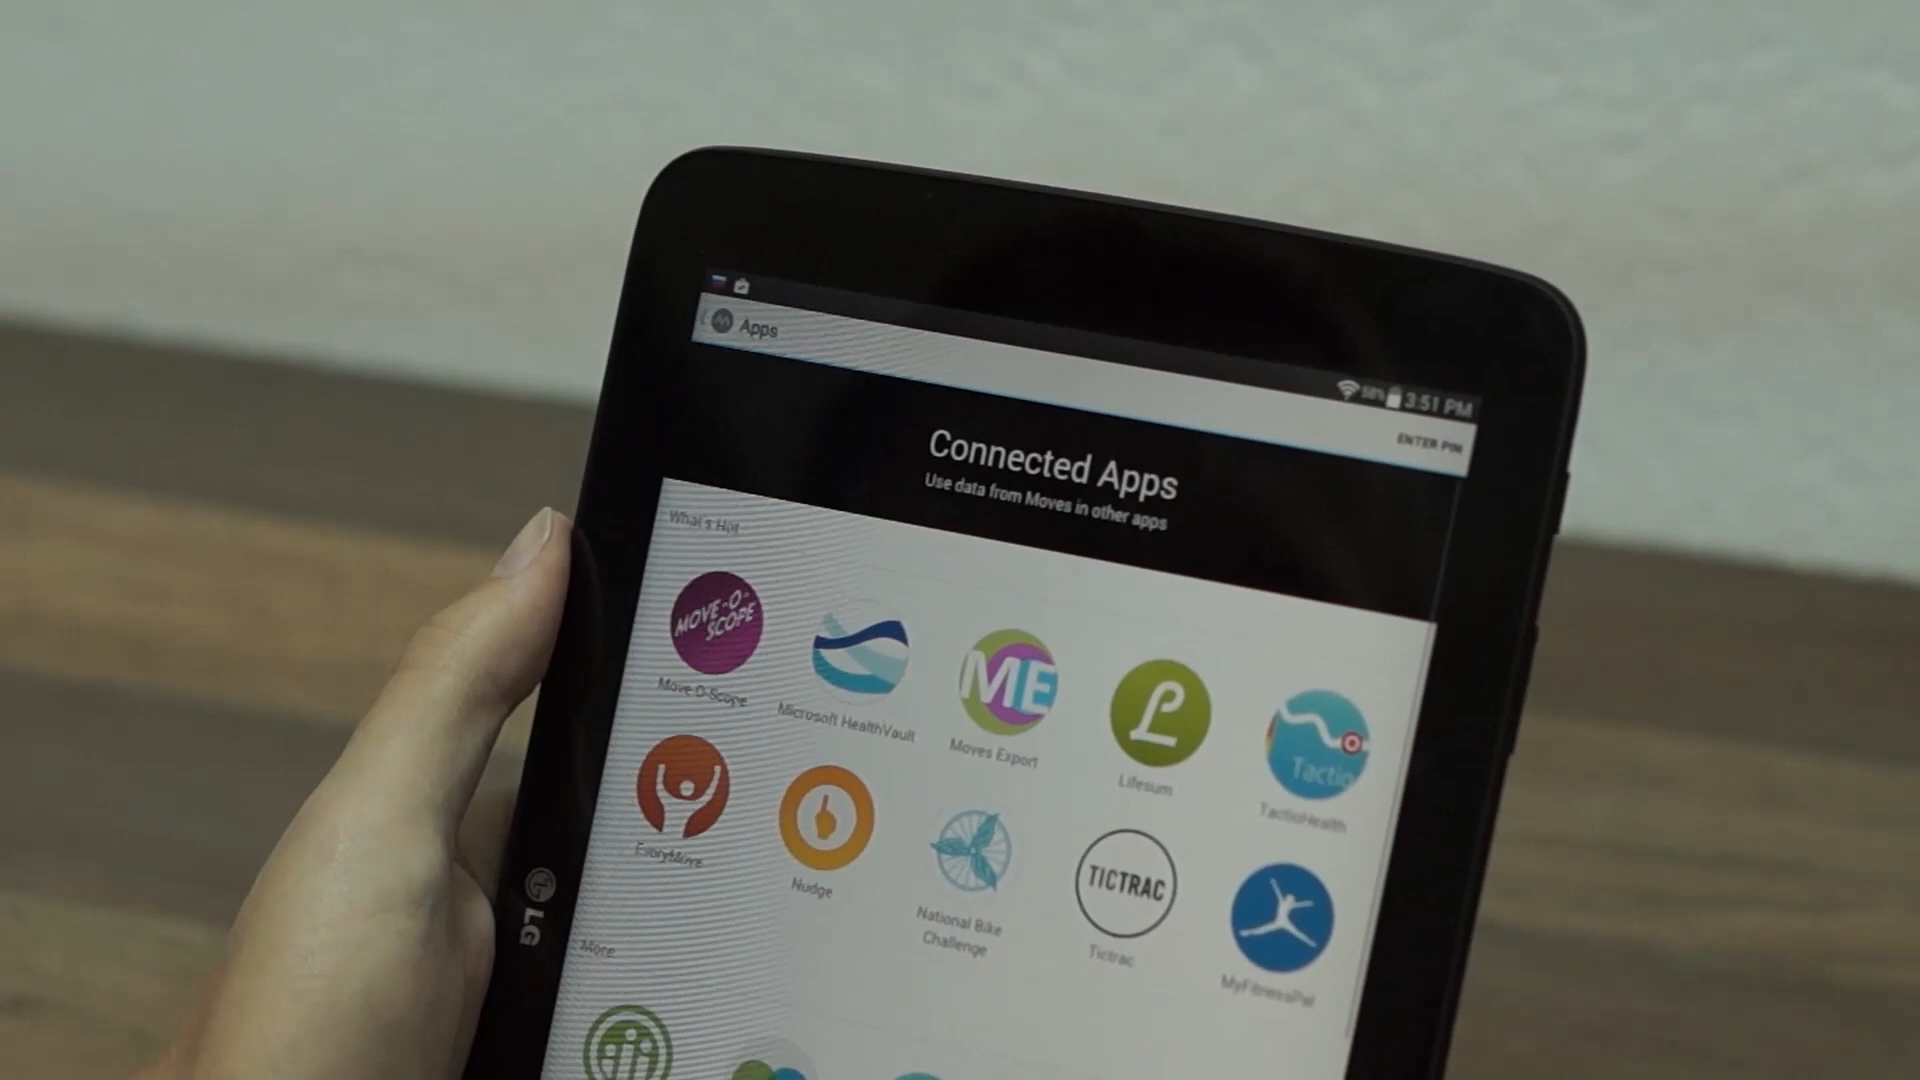 Apps
58% 3:51 PM
ENTER PIN
Connected Apps
Use data from Moves in other apps
What's Hot
MOVE-O-
SCOPE
Move-O-Scope
Microsoft HealthVault
ME
Moves Export
L
Lifesum
Tactio
TactioHealth
EveryMove
Nudge
National Bike
Challenge
TICTRAC
Tictrac
MyFitnessPal
LG
More